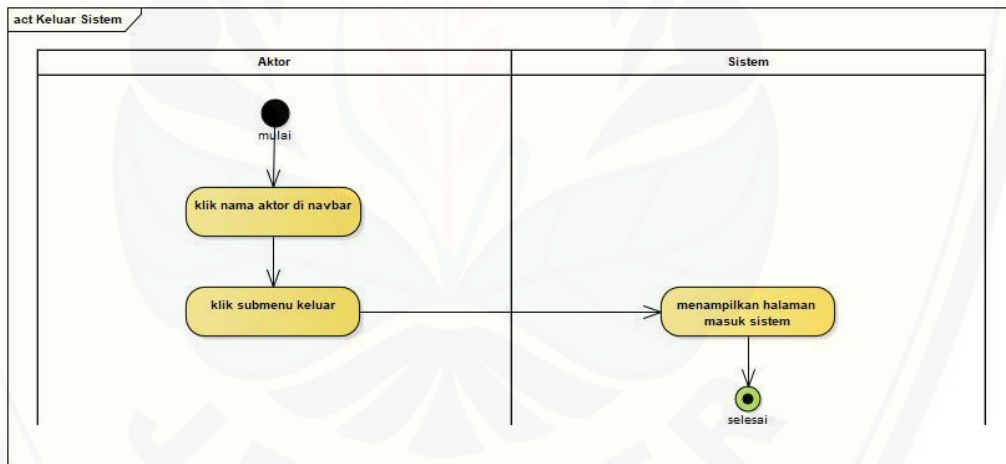 act Keluar Sistem
Aktor
Sistem
mulai
klik nama aktor di navbar
klik submenu keluar
menampilkan halaman
masuk sistem
selesai